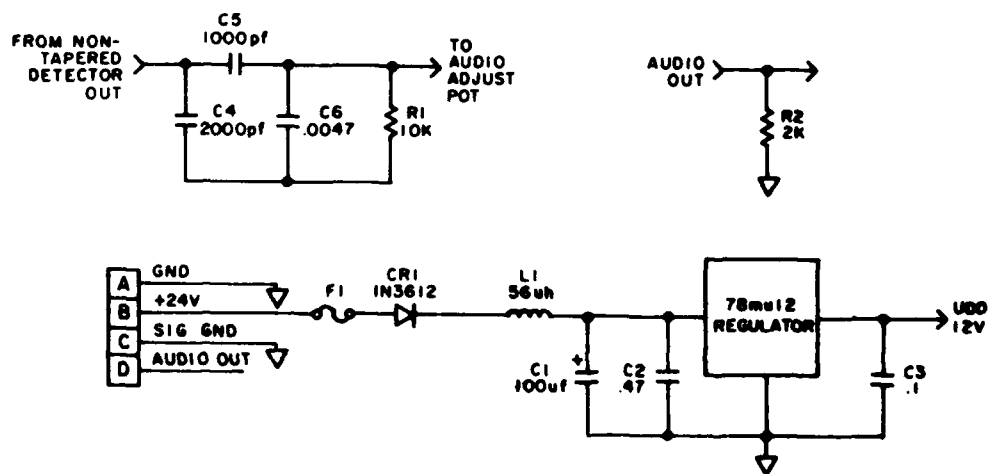 C5
1000pf
FROM NON-
TAPERED
DETECTOR
OUT
TO
AUDIO
ADJUST
POT
C4
2000pf
C6
.0047
R1
10K
AUDIO
OUT
R2
2K
A GND
B +24V
C SIG GND
D AUDIO OUT
F1
CR1
1N3612
L1
56uh
78mu12
REGULATOR
UDD
12V
+
C1
100uf
C2
.47
C3
.1